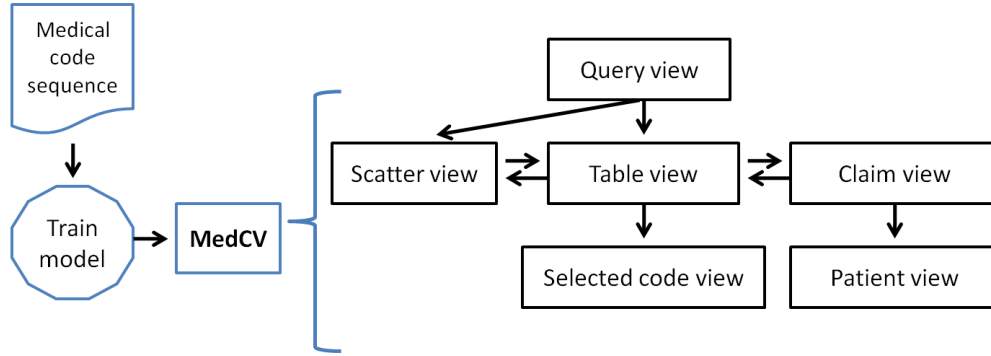 Medical
code
sequence
Train
model
MedCV
Query view
Scatter view
Table view
Claim view
Selected code view
Patient view